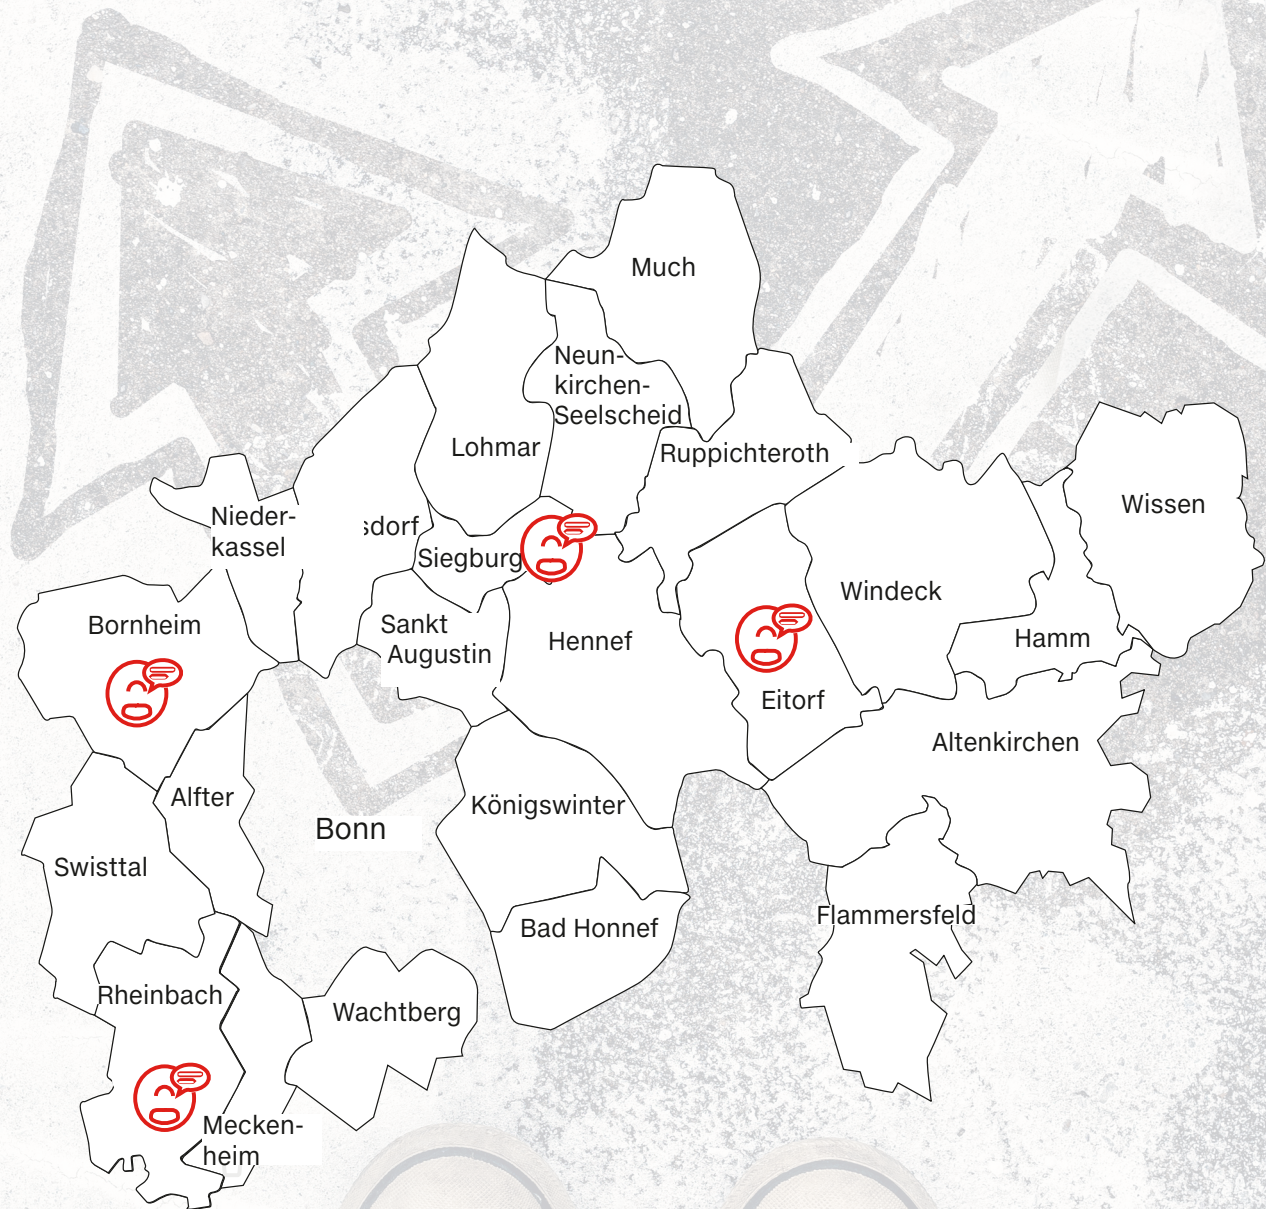 Much
Neun-
kirchen-
Seelscheid
Lohmar
Ruppichteroth
Wissen
Nieder-
kassel
sdorf
Siegburg
Windeck
Bornheim
Sankt
Augustin
Hennef
Hamm
Eitorf
Altenkirchen
Alfter
Königswinter
Bonn
Swisttal
Flammersfeld
Bad Honnef
Rheinbach
Wachtberg
Mecken-
heim